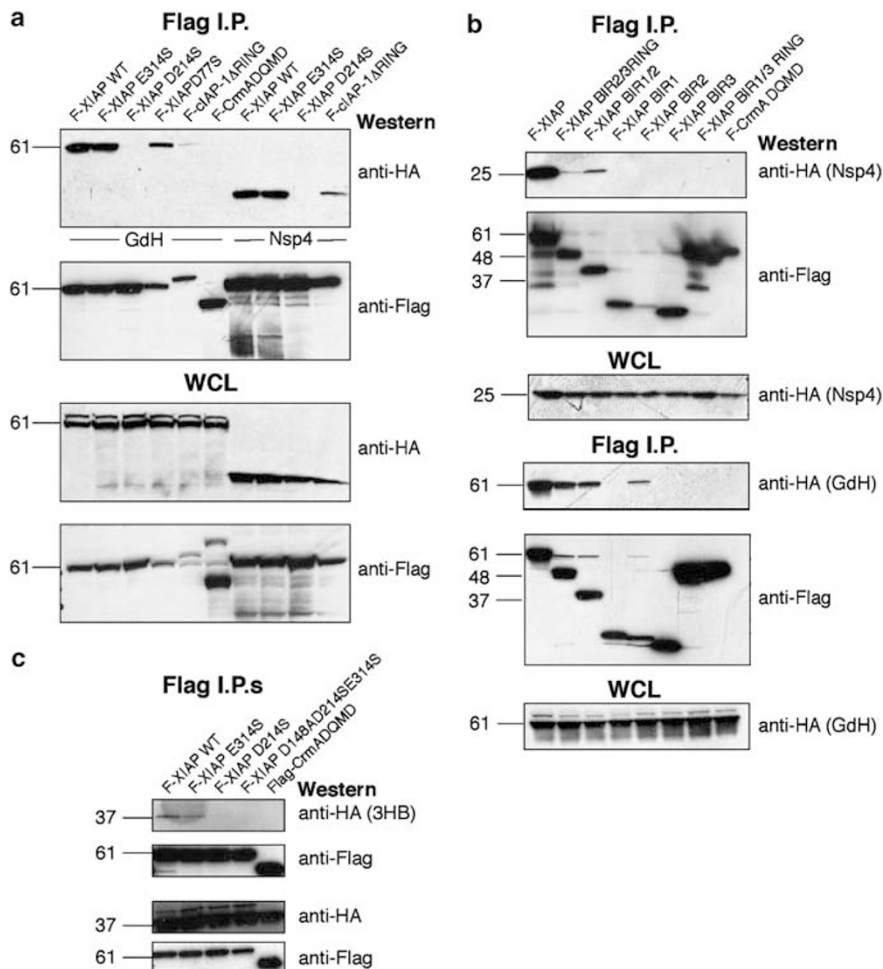 a
Flag I.P.
F-XIAP WT
F-XIAP E314S
F-XIAP D214S
F-XIAPD77S
F-cIAP-1ΔRING
F-CrmADQMD
F-XIAP WT
F-XIAP E314S
F-XIAP D214S
F-cIAP-1ΔRING
Western
61
anti-HA
GdH
Nsp4
61
anti-Flag
WCL
61
anti-HA
61
anti-Flag
b
Flag I.P.
F-XIAP
F-XIAP BIR2/3RING
F-XIAP BIR1/2
F-XIAP BIR1
F-XIAP BIR2
F-XIAP BIR3
F-XIAP BIR1/3 RING
F-CrmADQMD
Western
25
anti-HA (Nsp4)
61
48
37
anti-Flag
WCL
25
anti-HA (Nsp4)
Flag I.P.
61
anti-HA (GdH)
61
48
37
anti-Flag
WCL
61
anti-HA (GdH)
c
Flag I.P.s
F-XIAP WT
F-XIAP E314S
F-XIAP D214S
F-XIAP D148AD214SE314S
Flag-CrmADQMD
Western
37
anti-HA (3HB)
61
anti-Flag
37
anti-HA
61
anti-Flag